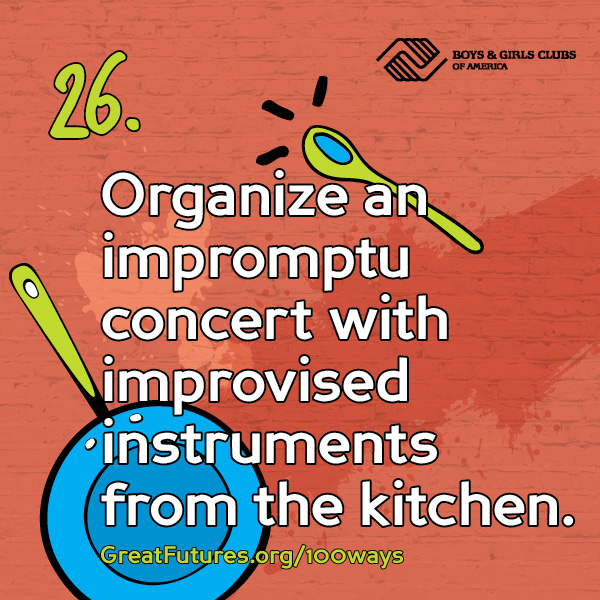 26.
BOYS & GIRLS CLUBS
OF AMERICA
Organize an
impromptu
concert with
improvised
instruments
from the kitchen.
GreatFutures.org/100ways